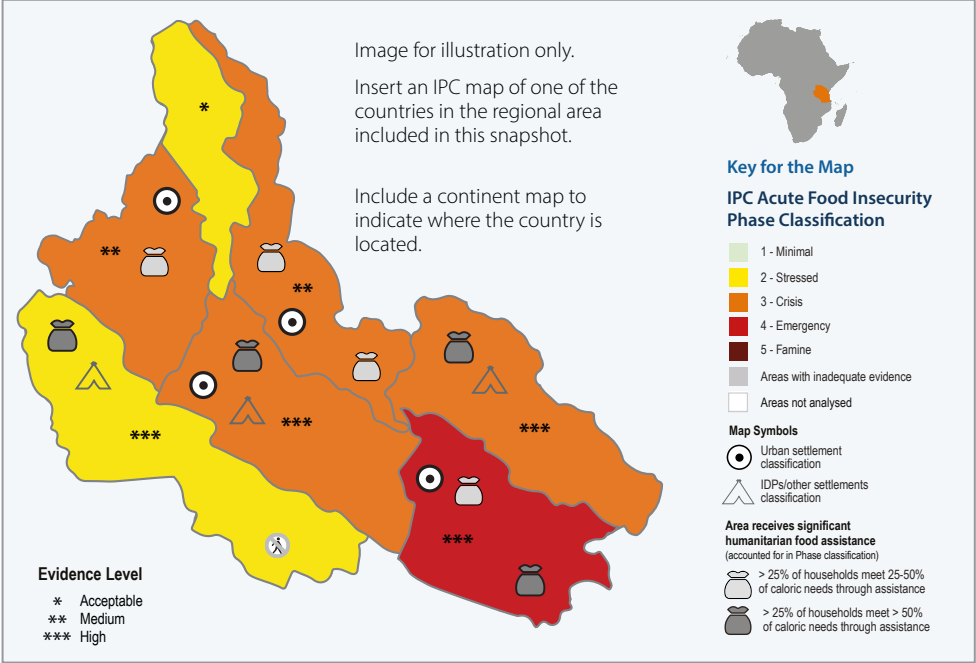 Image for illustration only.
Insert an IPC map of one of the
countries in the regional area
included in this snapshot.
Include a continent map to
indicate where the country is
located.
*
**
**
***
***
***
***
Evidence Level
* Acceptable
** Medium
*** High
Key for the Map
IPC Acute Food Insecurity
Phase Classification
1 - Minimal
2 - Stressed
3 - Crisis
4 - Emergency
5 - Famine
Areas with inadequate evidence
Areas not analysed
Map Symbols
Urban settlement
classification
IDPs/other settlements
classification
Area receives significant
humanitarian food assistance
(accounted for in Phase classification)
> 25% of households meet 25-50%
of caloric needs through assistance
> 25% of households meet > 50%
of caloric needs through assistance